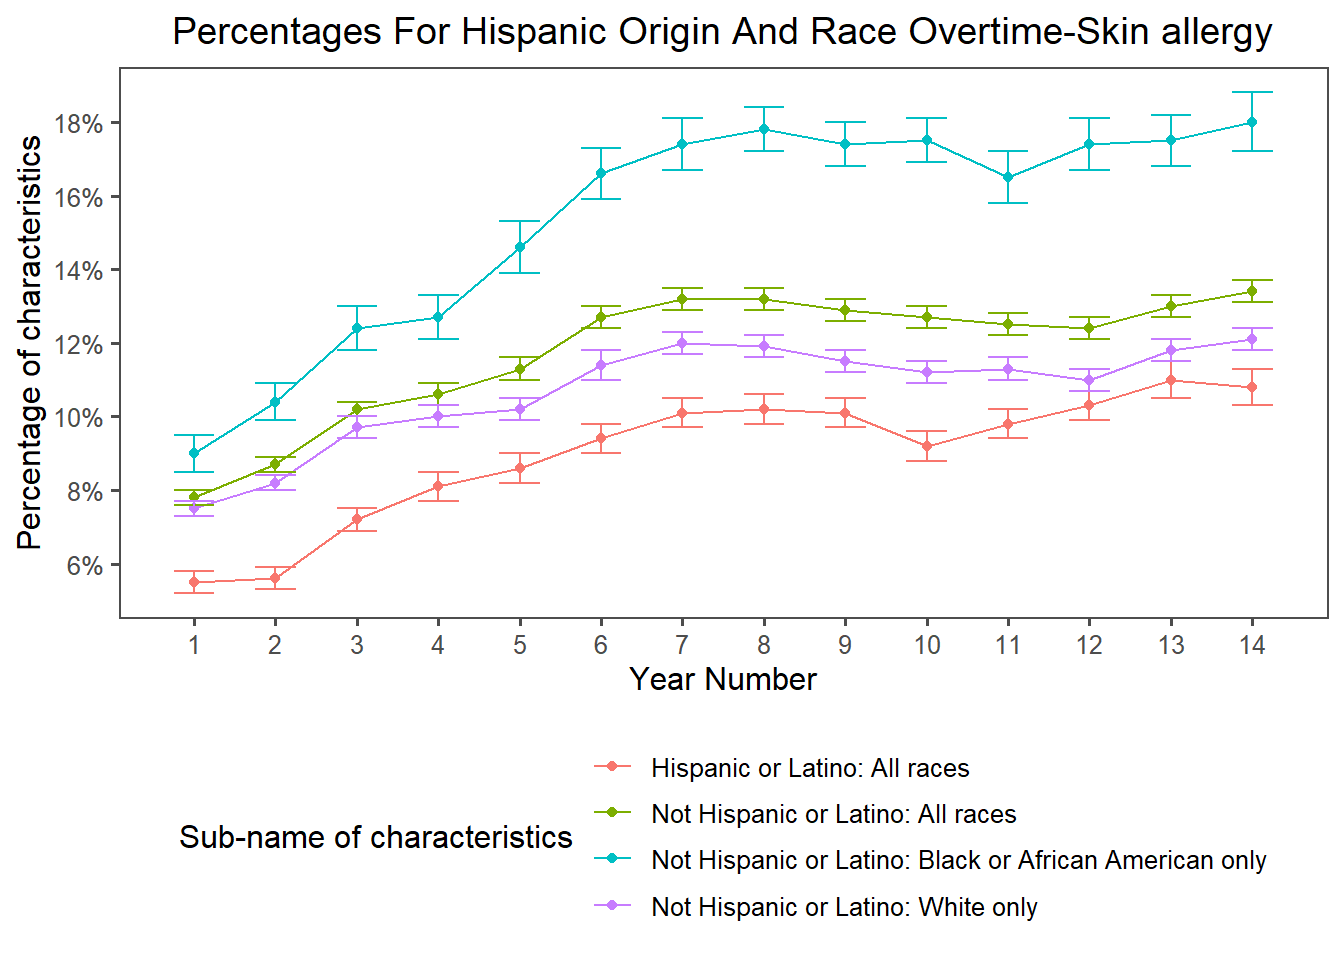 Percentages For Hispanic Origin And Race Overtime-Skin allergy
Percentage of characteristics
18%
16%
14%
12%
10%
8%
6%
1 2 3 4 5 6 7 8 9 10 11 12 13 14
Year Number
Sub-name of characteristics
Hispanic or Latino: All races
Not Hispanic or Latino: All races
Not Hispanic or Latino: Black or African American only
Not Hispanic or Latino: White only